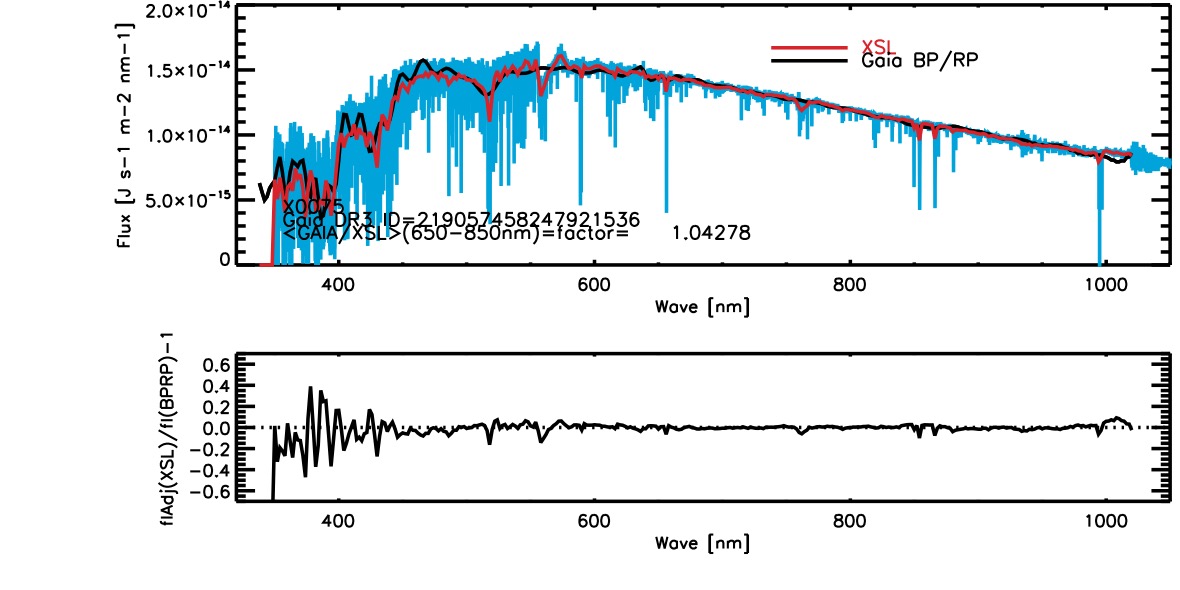 2.0×10−14
1.5×10−14
1.0×10−14
5.0×10−15
0
Flux [J s−1 m−2 nm−1]
XSL
Gaia BP/RP
X0075
Gaia DR3 ID=219057458247921536
<GAIA/XSL>(650−850nm)=factor= 1.04278
400 600 800 1000
Wave [nm]
0.6
0.4
0.2
0.0
−0.2
−0.4
−0.6
flAdj(XSL)/fl(BPRP)−1
400 600 800 1000
Wave [nm]